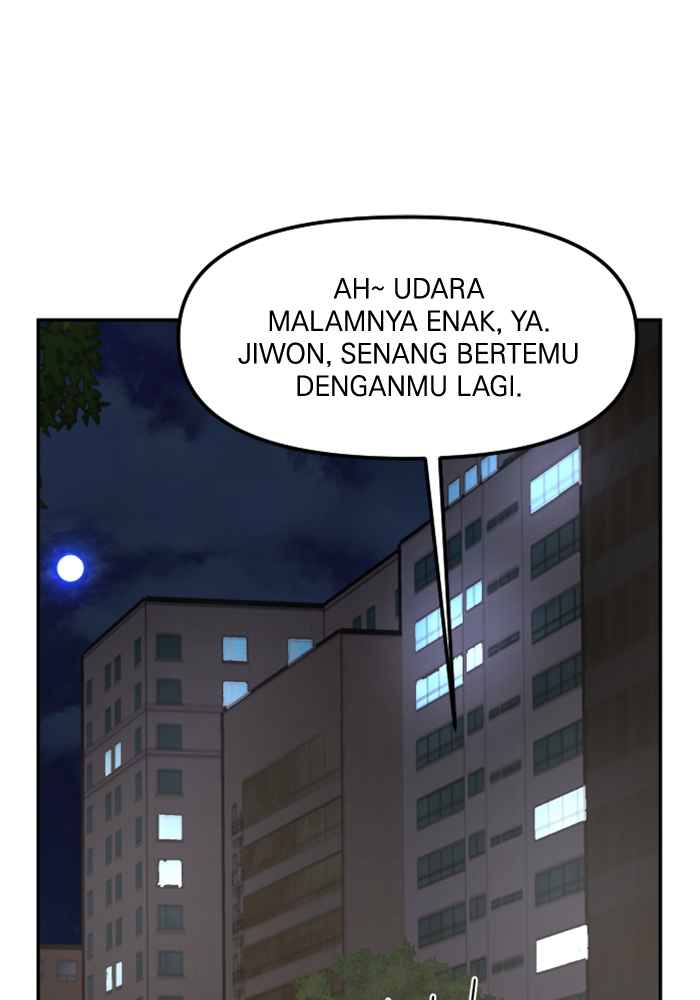 AH~ UDARA
MALAMNYA ENAK, YA.
JIWON, SENANG BERTEMU
DENGANMU LAGI.